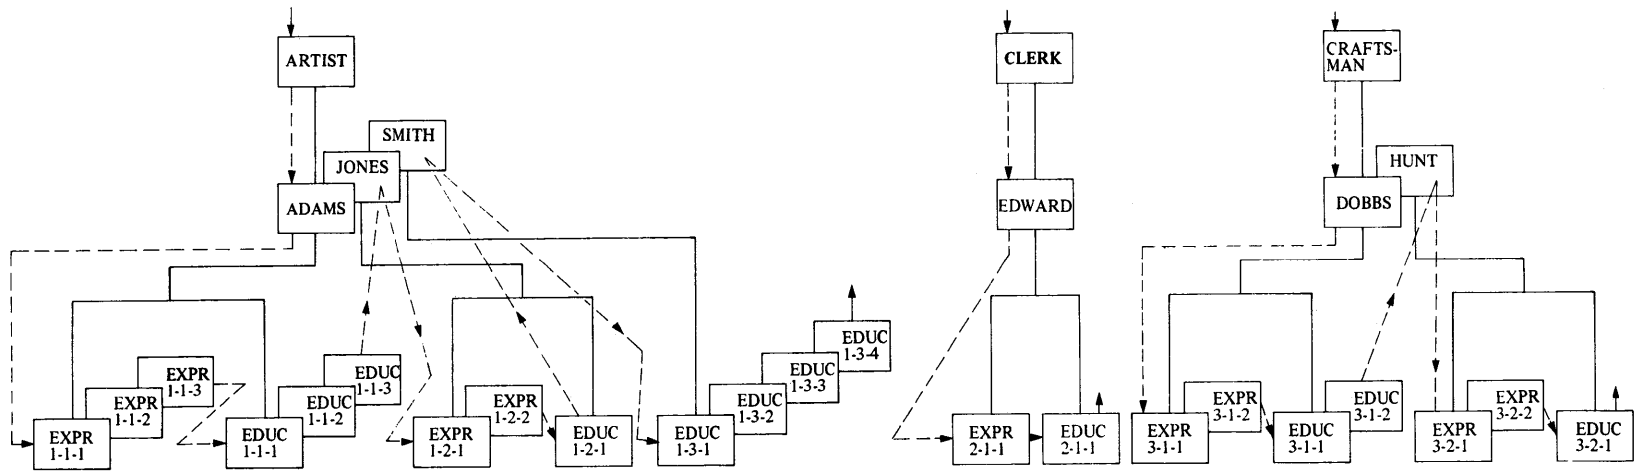 ARTIST
CLERK
CRAFTS-
MAN
SMITH
JONES
ADAMS
EDWARD
HUNT
DOBBS
EXPR
1-1-3
EXPR
1-1-2
EXPR
1-1-1
EDUC
1-1-3
EDUC
1-1-2
EDUC
1-1-1
EXPR
1-2-2
EXPR
1-2-1
EDUC
1-2-1
EDUC
1-3-4
EDUC
1-3-3
EDUC
1-3-2
EDUC
1-3-1
EXPR
2-1-1
EDUC
2-1-1
EXPR
3-1-2
EXPR
3-1-1
EDUC
3-1-2
EDUC
3-1-1
EXPR
3-2-2
EXPR
3-2-1
EDUC
3-2-1